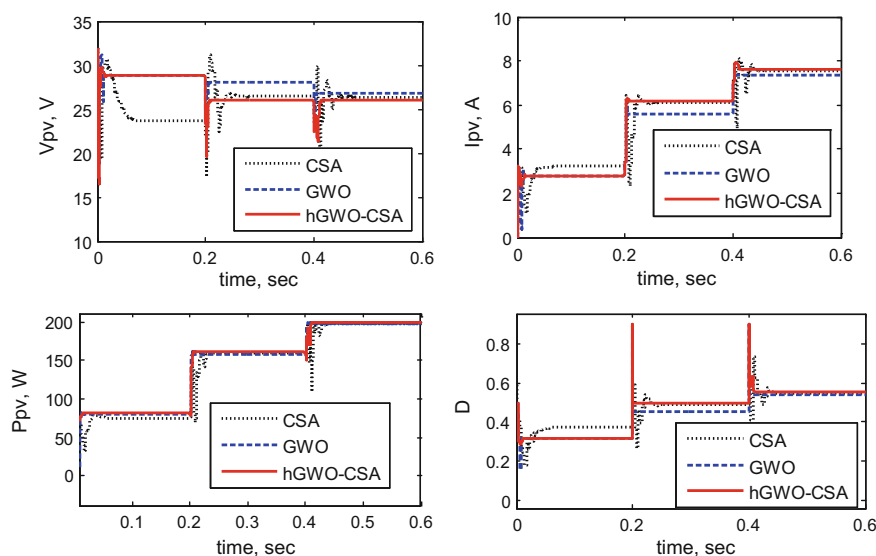 35
30
25
20
15
10
Vpv, V
0
0.2
0.4
0.6
time, sec
CSA
GWO
hGWO-CSA
10
8
6
4
2
0
Ipv, A
0
0.2
0.4
0.6
time, sec
CSA
GWO
hGWO-CSA
200
150
100
50
0
Ppv, W
0.1
0.2
0.3
0.4
0.5
0.6
time, sec
CSA
GWO
hGWO-CSA
0.8
0.6
0.4
0.2
0
D
0
0.2
0.4
0.6
time, sec
CSA
GWO
hGWO-CSA